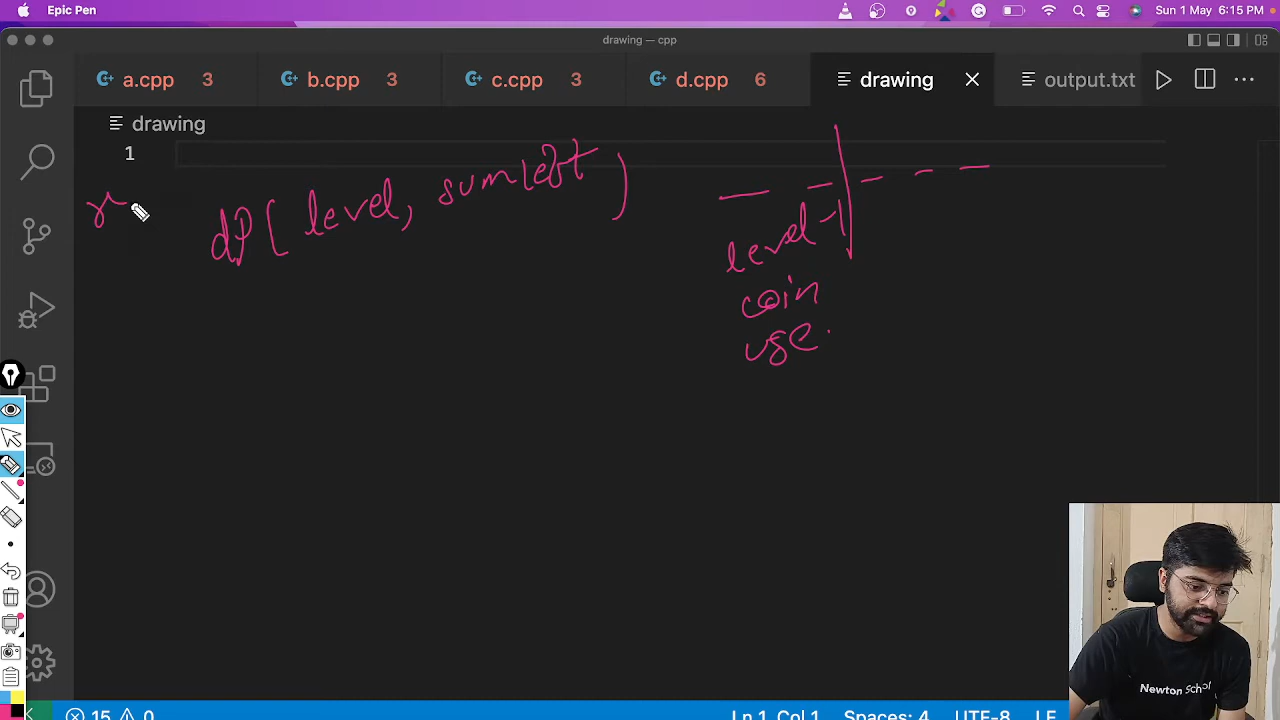 Epic Pen
Sun 1 May 6:15 PM
drawing — cpp
a.cpp 3
b.cpp 3
c.cpp 3
d.cpp 6
drawing
output.txt
drawing
1
dP( level, sumleft )
level-1
coin
use.
Newton School
15 0
Ln 1, Col 1
Spaces: 4
UTF-8
LF